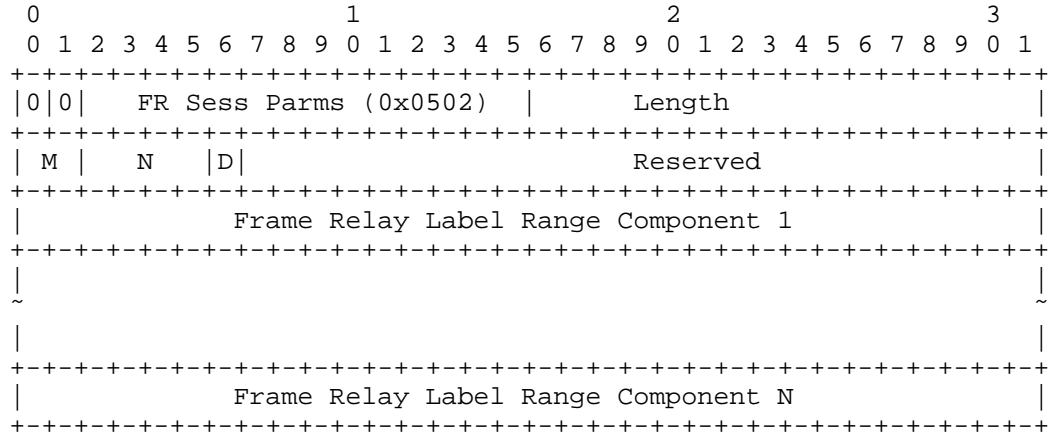 0                   1                   2                   3
 0 1 2 3 4 5 6 7 8 9 0 1 2 3 4 5 6 7 8 9 0 1 2 3 4 5 6 7 8 9 0 1
+-+-+-+-+-+-+-+-+-+-+-+-+-+-+-+-+-+-+-+-+-+-+-+-+-+-+-+-+-+-+-+-+
|0|0|   FR Sess Parms (0x0502)  |      Length                   |
+-+-+-+-+-+-+-+-+-+-+-+-+-+-+-+-+-+-+-+-+-+-+-+-+-+-+-+-+-+-+-+-+
| M |   N   |D|                        Reserved                 |
+-+-+-+-+-+-+-+-+-+-+-+-+-+-+-+-+-+-+-+-+-+-+-+-+-+-+-+-+-+-+-+-+
|             Frame Relay Label Range Component 1               |
+-+-+-+-+-+-+-+-+-+-+-+-+-+-+-+-+-+-+-+-+-+-+-+-+-+-+-+-+-+-+-+-+
|                                                               |
~                                                               ~
|                                                               |
+-+-+-+-+-+-+-+-+-+-+-+-+-+-+-+-+-+-+-+-+-+-+-+-+-+-+-+-+-+-+-+-+
|             Frame Relay Label Range Component N               |
+-+-+-+-+-+-+-+-+-+-+-+-+-+-+-+-+-+-+-+-+-+-+-+-+-+-+-+-+-+-+-+-+